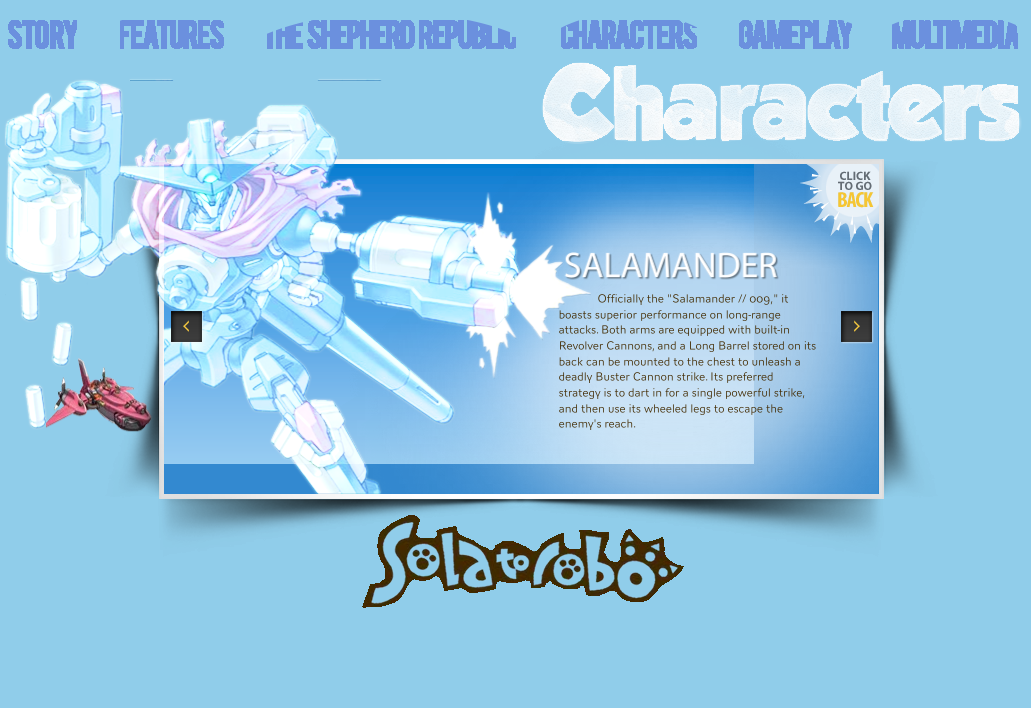 STORY FEATURES THE SHEPHERD REPUBLIC CHARACTERS GAMEPLAY MULTIMEDIA
Characters
CLICK
TO GO
BACK
SALAMANDER
Officially the "Salamander // 009," it
boasts superior performance on long-range
attacks. Both arms are equipped with built-in
Revolver Cannons, and a Long Barrel stored on its
back can be mounted to the chest to unleash a
deadly Buster Cannon strike. Its preferred
strategy is to dart in for a single powerful strike,
and then use its wheeled legs to escape the
enemy's reach.
Solatorobo